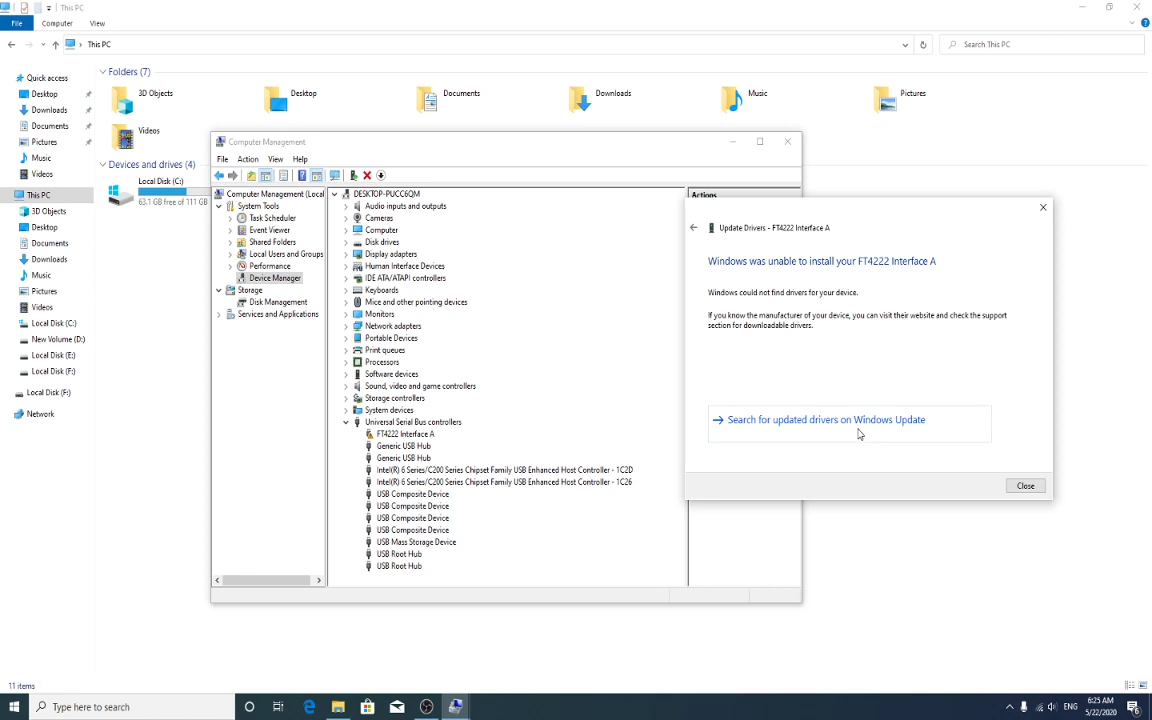 This PC
File
Computer
View
This PC
Search This PC
Quick access
Desktop
Downloads
Documents
Pictures
Music
Videos
This PC
3D Objects
Desktop
Documents
Downloads
Music
Pictures
Videos
Local Disk (C:)
New Volume (D:)
Local Disk (E:)
Local Disk (F:)
Local Disk (F:)
Network
Folders (7)
3D Objects
Desktop
Documents
Downloads
Music
Pictures
Videos
Devices and drives (4)
Local Disk (C:)
63.1 GB free of 111 GB
Computer Management
File
Action
View
Help
Computer Management (Local
System Tools
Task Scheduler
Event Viewer
Shared Folders
Local Users and Groups
Performance
Device Manager
Storage
Disk Management
Services and Applications
DESKTOP-PUCC6QM
Audio inputs and outputs
Cameras
Computer
Disk drives
Display adapters
Human Interface Devices
IDE ATA/ATAPI controllers
Keyboards
Mice and other pointing devices
Monitors
Network adapters
Portable Devices
Print queues
Processors
Software devices
Sound, video and game controllers
Storage controllers
System devices
Universal Serial Bus controllers
FT4222 Interface A
Generic USB Hub
Generic USB Hub
Intel(R) 6 Series/C200 Series Chipset Family USB Enhanced Host Controller - 1C2D
Intel(R) 6 Series/C200 Series Chipset Family USB Enhanced Host Controller - 1C26
USB Composite Device
USB Composite Device
USB Composite Device
USB Composite Device
USB Mass Storage Device
USB Root Hub
USB Root Hub
Actions
Update Drivers - FT4222 Interface A
Windows was unable to install your FT4222 Interface A
Windows could not find drivers for your device.
If you know the manufacturer of your device, you can visit their website and check the support
section for downloadable drivers.
Search for updated drivers on Windows Update
Close
11 items
Type here to search
ENG
6:25 AM
5/22/2020
6